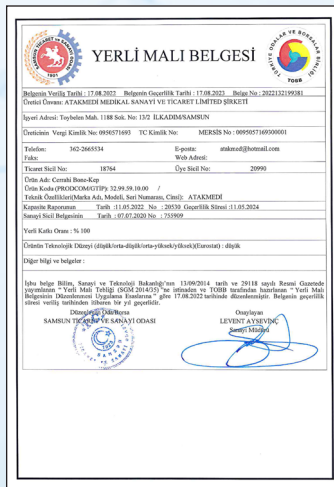 YERLİ MALI BELGESİ
TOBB
Belgenin Veriliş Tarihi : 17.08.2022 Belgenin Geçerlilik Tarihi : 17.08.2023 Belge No : 2022132199381
Üretici Ünvanı: ATAKMEDİ MEDİKAL SANAYİ VE TİCARET LİMİTED ŞİRKETİ
İşyeri Adresi: Toybelen Mah. 1188 Sok. No: 13/2 İLKADIM/SAMSUN
Üreticinin Vergi Kimlik No: 0950571693 TC Kimlik No: MERSİS No : 0095057169300001
Telefon: 362-2665534 E-posta: atakmed@hotmail.com
Faks: Web Adresi:
Ticaret Sicil No: 18764 Üye Sicil No: 20990
Ürün Adı: Cerrahi Bone-Kep
Ürün Kodu (PRODCOM/GTİP): 32.99.59.10.00 /
Teknik Özellikleri(Marka Adı, Modeli, Seri Numarası, Cinsi): ATAKMEDİ
Kapasite Raporunun Tarih :11.05.2022 No : 20530 Geçerlilik Süresi :11.05.2024
Sanayi Sicil Belgesinin Tarih : 07.07.2020 No : 755909
Yerli Katkı Oranı : % 100
Ürünün Teknolojik Düzeyi (düşük/orta-düşük/orta-yüksek/yüksek)(Eurostat) : düşük
Diğer bilgi ve belgeler :
İşbu belge Bilim, Sanayi ve Teknoloji Bakanlığı'nın 13/09/2014 tarih ve 29118 sayılı Resmi Gazetede
yayımlanan " Yerli Malı Tebliği (SGM 2014/35) "ne istinaden ve TOBB tarafından hazırlanan " Yerli Malı
Belgesinin Düzenlenmesi Uygulama Esaslarına " göre 17.08.2022 tarihinde düzenlenmiştir. Belgenin geçerlilik
süresi veriliş tarihinden itibaren bir yıl geçerlidir.
Düzenleyen Oda/Borsa Onaylayan
SAMSUN TİCARET VE SANAYİ ODASI LEVENT AYSEVİNÇ
Sanayi Müdürü